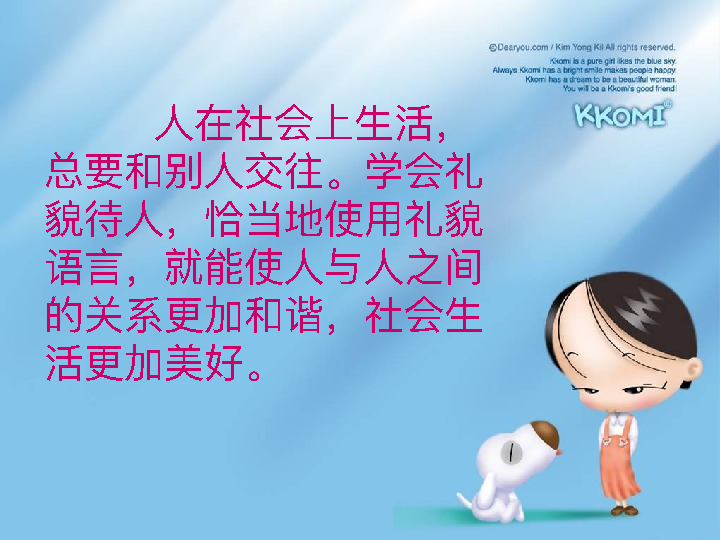 ©Dearyou.com / Kim Yong Kil All rights reserved.
Kkomi is a pure girl likes the blue sky.
Always Kkomi has a bright smile makes people happy.
Kkomi has a dream to be a beautiful woman.
You will be a Kkomi's good friend!
KKOMI®
人在社会上生活，
总要和别人交往。学会礼
貌待人，恰当地使用礼貌
语言，就能使人与人之间
的关系更加和谐，社会生
活更加美好。